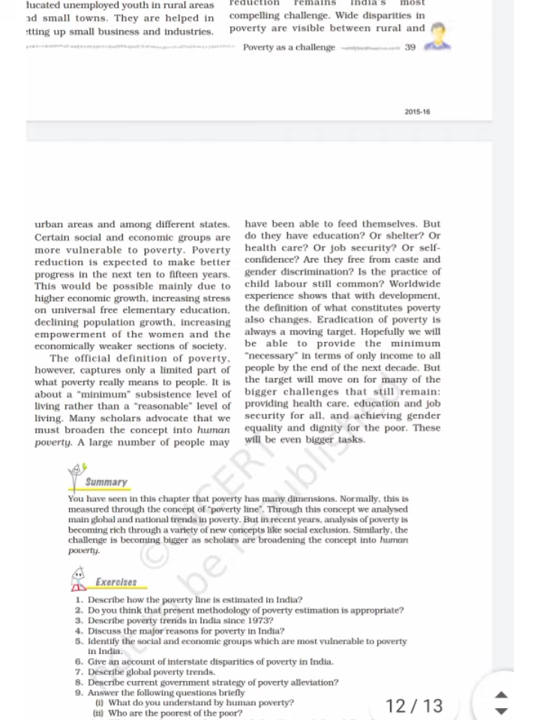 lucated unemployed youth in rural areas
nd small towns. They are helped in
tting up small business and industries.
reduction remains India's most
compelling challenge. Wide disparities in
poverty are visible between rural and
Poverty as a challenge
39
2015-16
urban areas and among different states.
Certain social and economic groups are
more vulnerable to poverty. Poverty
reduction is expected to make better
progress in the next ten to fifteen years.
This would be possible mainly due to
higher economic growth, increasing stress
on universal free elementary education,
declining population growth, increasing
empowerment of the women and the
economically weaker sections of society.
The official definition of poverty,
however, captures only a limited part of
what poverty really means to people. It is
about a "minimum" subsistence level of
living rather than a "reasonable" level of
living. Many scholars advocate that we
must broaden the concept into human
poverty. A large number of people may
have been able to feed themselves. But
do they have education? Or shelter? Or
health care? Or job security? Or self-
confidence? Are they free from caste and
gender discrimination? Is the practice of
child labour still common? Worldwide
experience shows that with development,
the definition of what constitutes poverty
also changes. Eradication of poverty is
always a moving target. Hopefully we will
be able to provide the minimum
"necessary" in terms of only income to all
people by the end of the next decade. But
the target will move on for many of the
bigger challenges that still remain:
providing health care, education and job
security for all, and achieving gender
equality and dignity for the poor. These
will be even bigger tasks.
Summary
You have seen in this chapter that poverty has many dimensions. Normally, this is
measured through the concept of "poverty line". Through this concept we analysed
main global and national trends in poverty. But in recent years, analysis of poverty is
becoming rich through a variety of new concepts like social exclusion. Similarly, the
challenge is becoming bigger as scholars are broadening the concept into human
poverty.
Exercises
1. Describe how the poverty line is estimated in India?
2. Do you think that present methodology of poverty estimation is appropriate?
3. Describe poverty trends in India since 1973?
4. Discuss the major reasons for poverty in India?
5. Identify the social and economic groups which are most vulnerable to poverty
in India.
6. Give an account of interstate disparities of poverty in India.
7. Describe global poverty trends.
8. Describe current government strategy of poverty alleviation?
9. Answer the following questions briefly
(i) What do you understand by human poverty?
(ii) Who are the poorest of the poor?
12 / 13